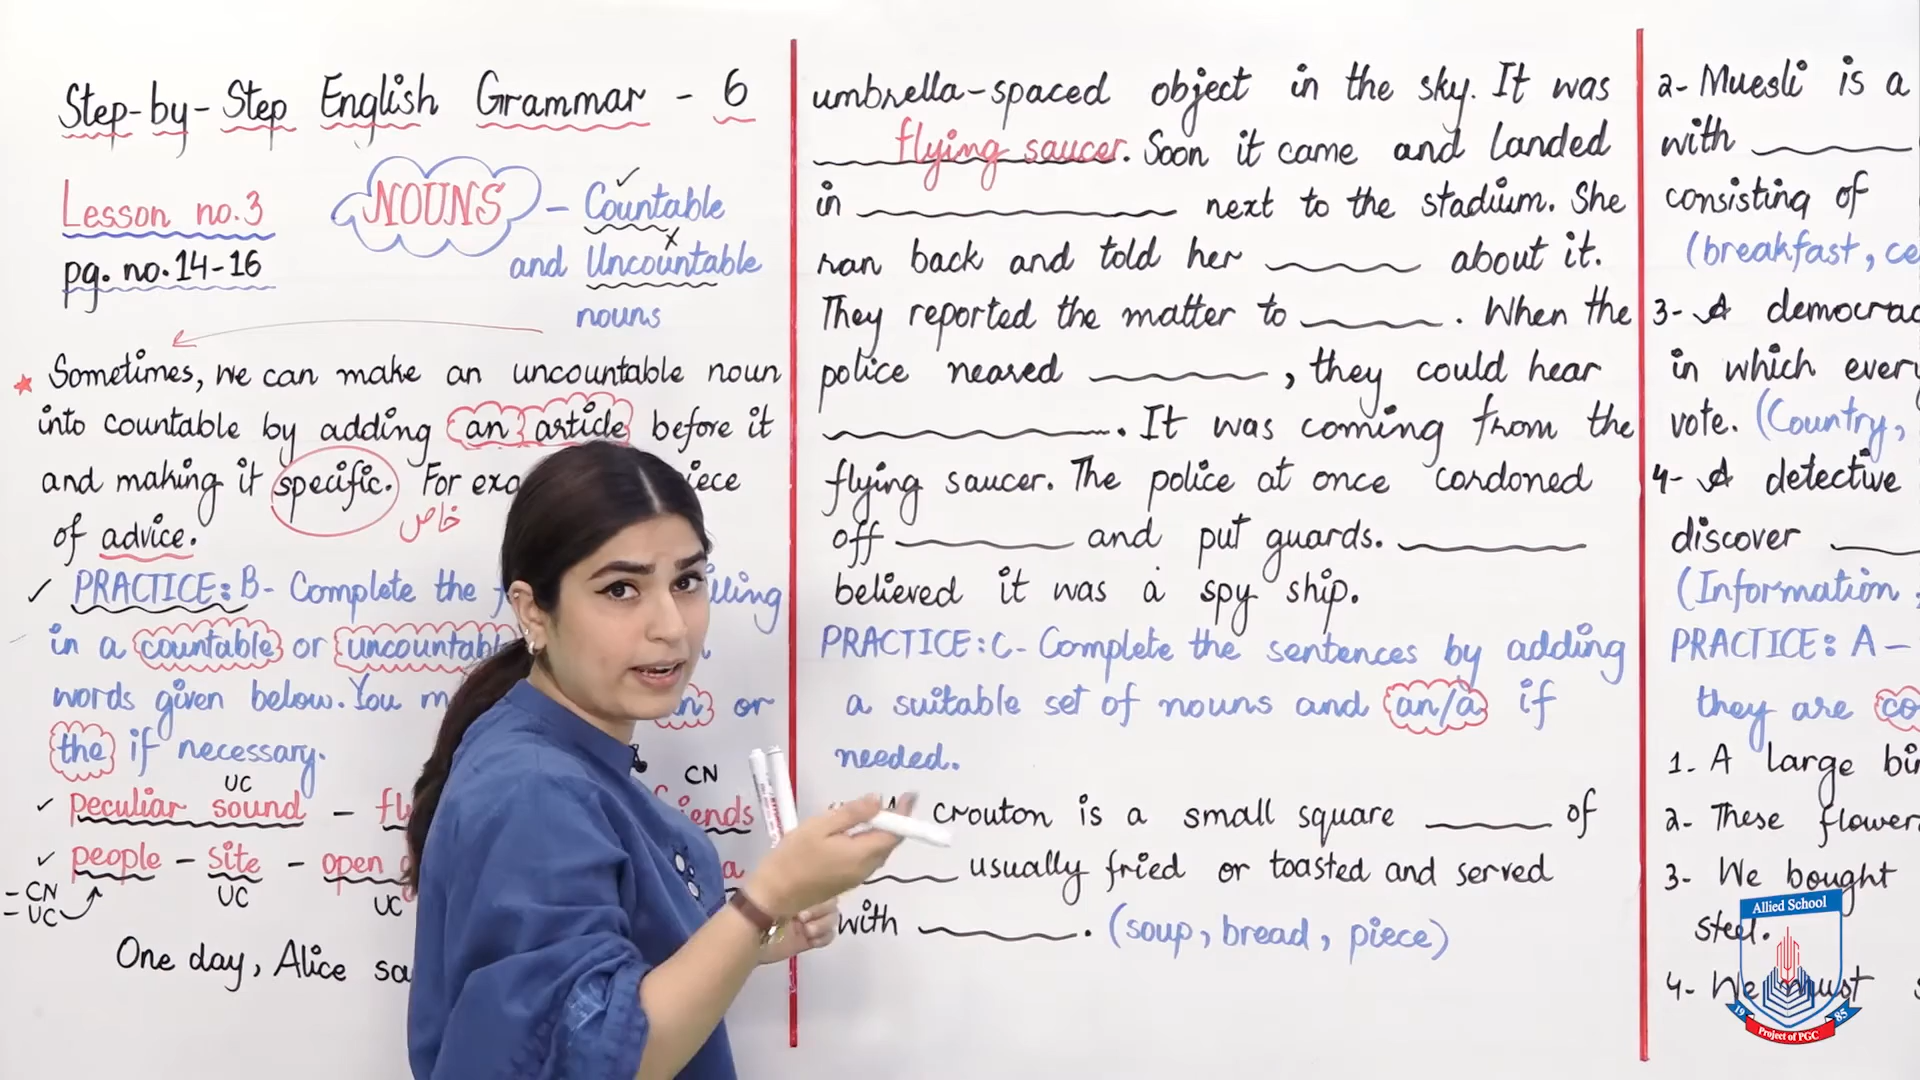 Step-by-Step English Grammar - 6
Lesson no.3
pg. no.14-16
NOUNS - Countable
and Uncountable
nouns
Sometimes, we can make an uncountable noun
into countable by adding an article before it
and making it specific. For
خاص
of advice.
PRACTICE: B- Complete the
in a countable or
words given below. You or
the if necessary.
UC
CN
peculiar sound -
people - site - open
- CN
- UC
UC
UC
a
One day, Alice
umbrella-spaced object in the sky. It was
flying saucer. Soon it came and landed
in next to the stadium. She
ran back and told her about it.
They reported the matter to . When the
police neared , they could hear
. It was coming from the
flying saucer. The police at once cordoned
off and put guards.
believed it was a spy ship.
PRACTICE: C- Complete the sentences by adding
a suitable set of nouns and an/a if
needed.
crouton is a small square of
usually fried or toasted and served
with . (soup, bread, piece)
2- Muesli is a
with
consisting of
(breakfast,
3- A
in which
vote. (Country,
4- A detective
discover
(Information
PRACTICE: A-
they are
1. A large
2- These
3- We bought
steel.
4- We must
Allied School
19 85
Project of PGC